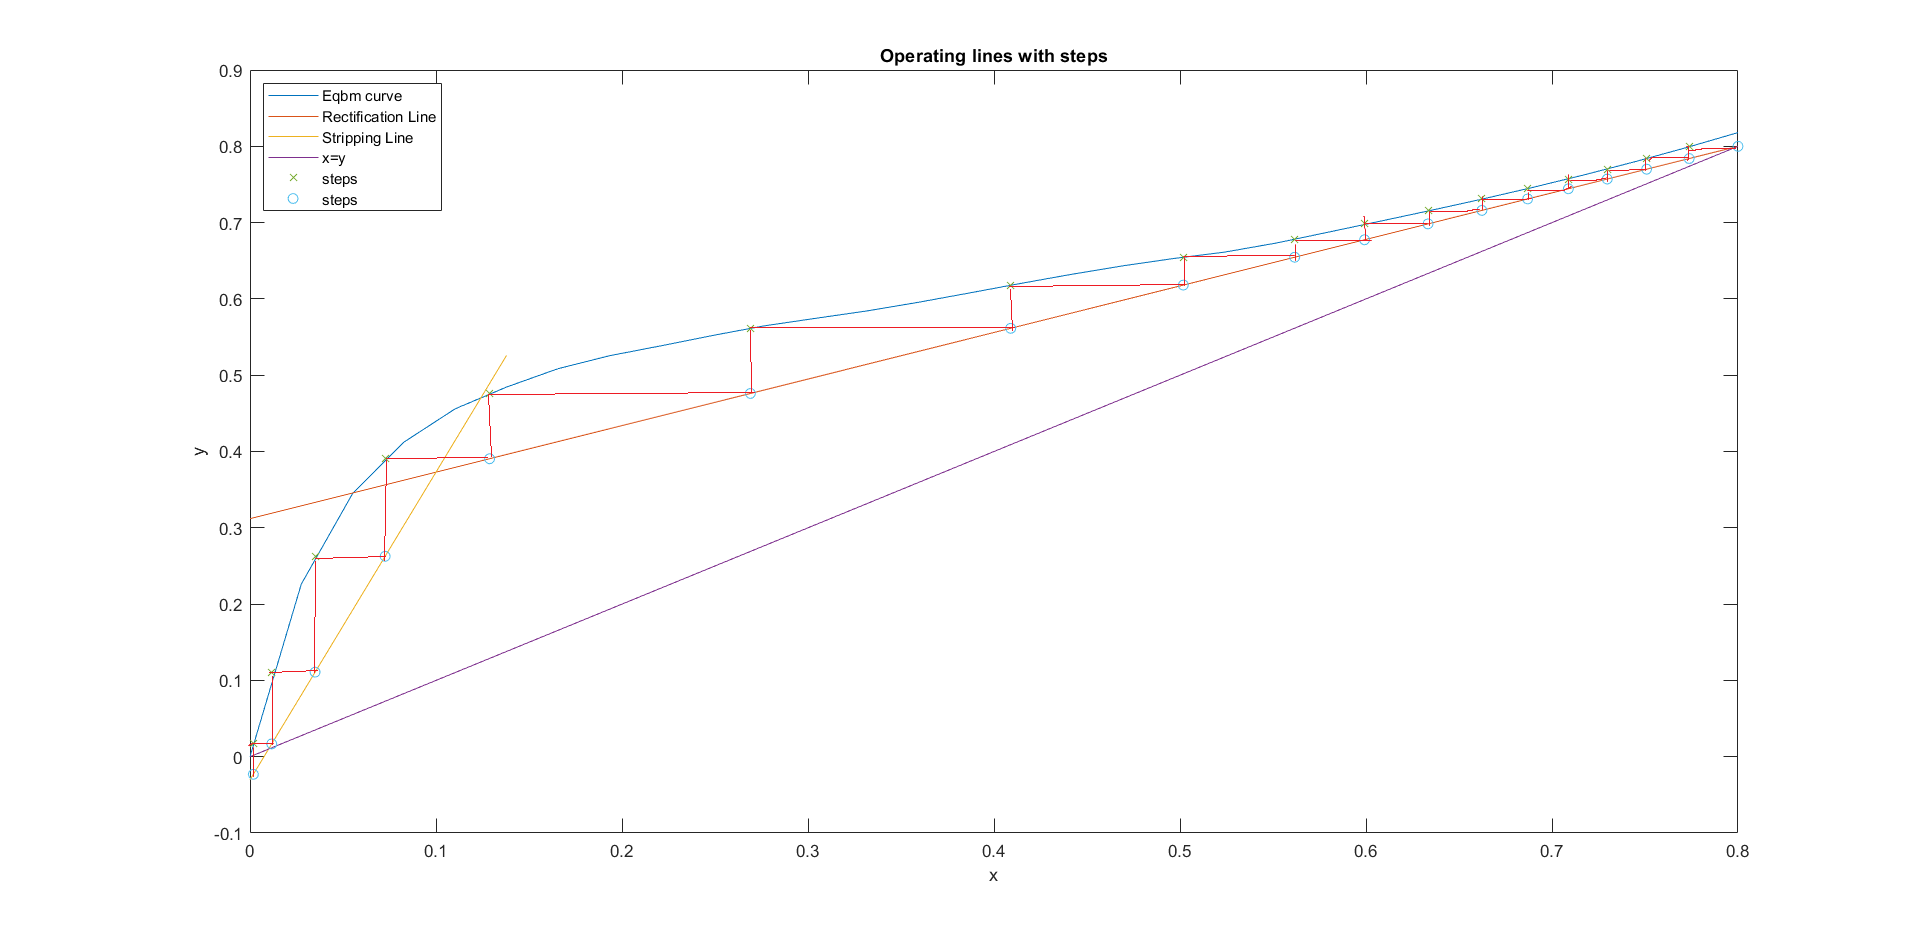 Operating lines with steps
0.9
0.8
0.7
0.6
0.5
0.4
0.3
0.2
0.1
0
-0.1
y
Eqbm curve
Rectification Line
Stripping Line
x=y
steps
steps
0 0.1 0.2 0.3 0.4 0.5 0.6 0.7 0.8
x